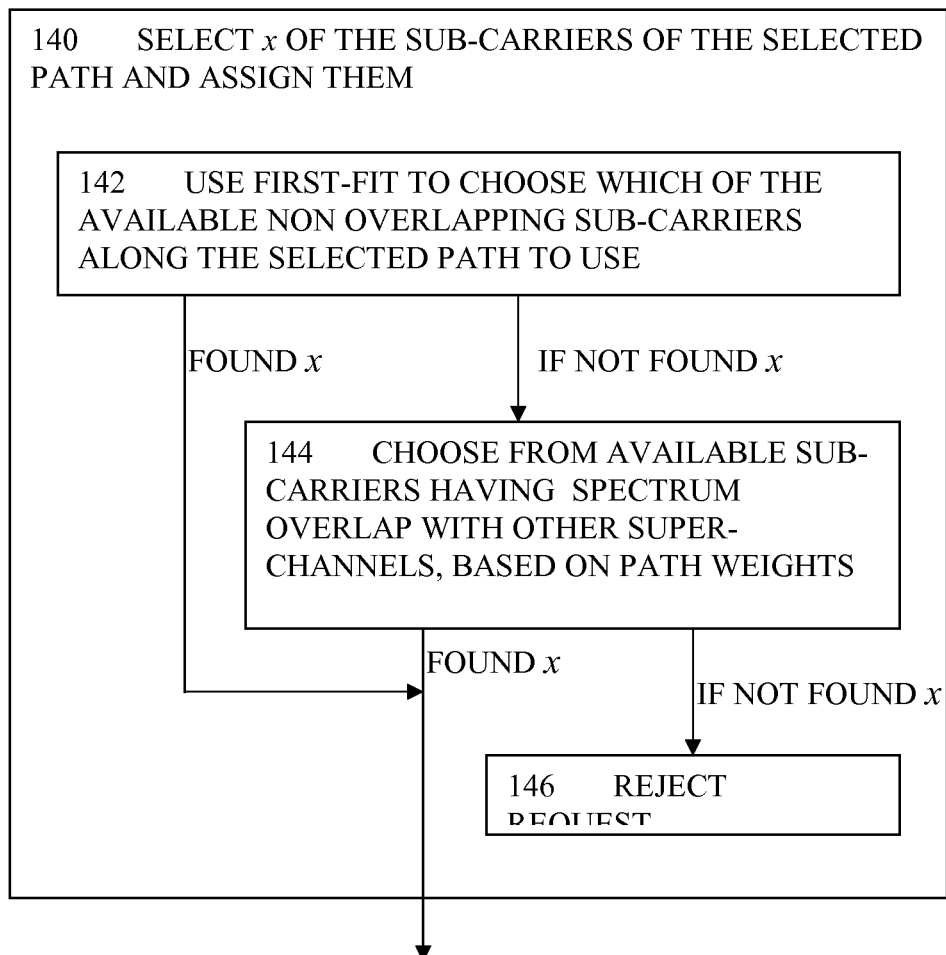 140 SELECT x OF THE SUB-CARRIERS OF THE SELECTED
PATH AND ASSIGN THEM
142 USE FIRST-FIT TO CHOOSE WHICH OF THE
AVAILABLE NON OVERLAPPING SUB-CARRIERS
ALONG THE SELECTED PATH TO USE
FOUND x
IF NOT FOUND x
144 CHOOSE FROM AVAILABLE SUB-
CARRIERS HAVING SPECTRUM
OVERLAP WITH OTHER SUPER-
CHANNELS, BASED ON PATH WEIGHTS
FOUND x
IF NOT FOUND x
146 REJECT
REQUEST